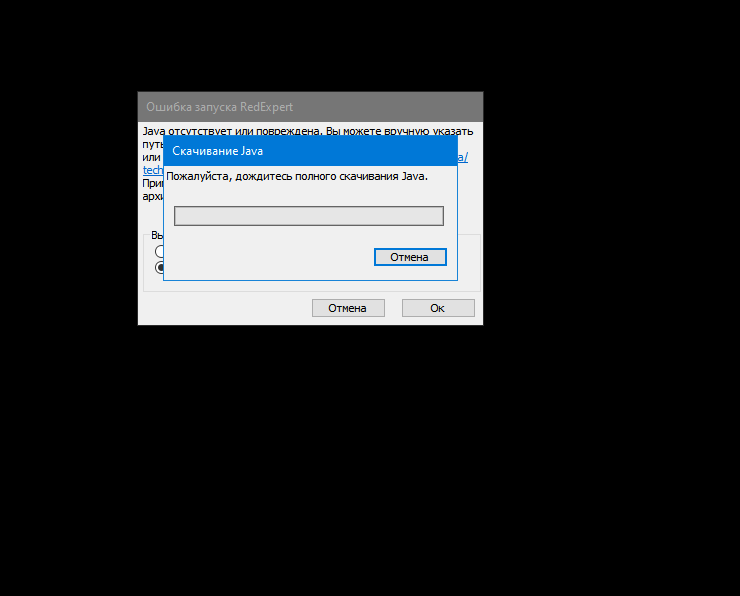 Ошибка запуска RedExpert
Java отсутствует или повреждена. Вы можете вручную указать
или
Скачивание Java
Пожалуйста, дождитесь полного скачивания Java.
Отмена
Отмена
Ок